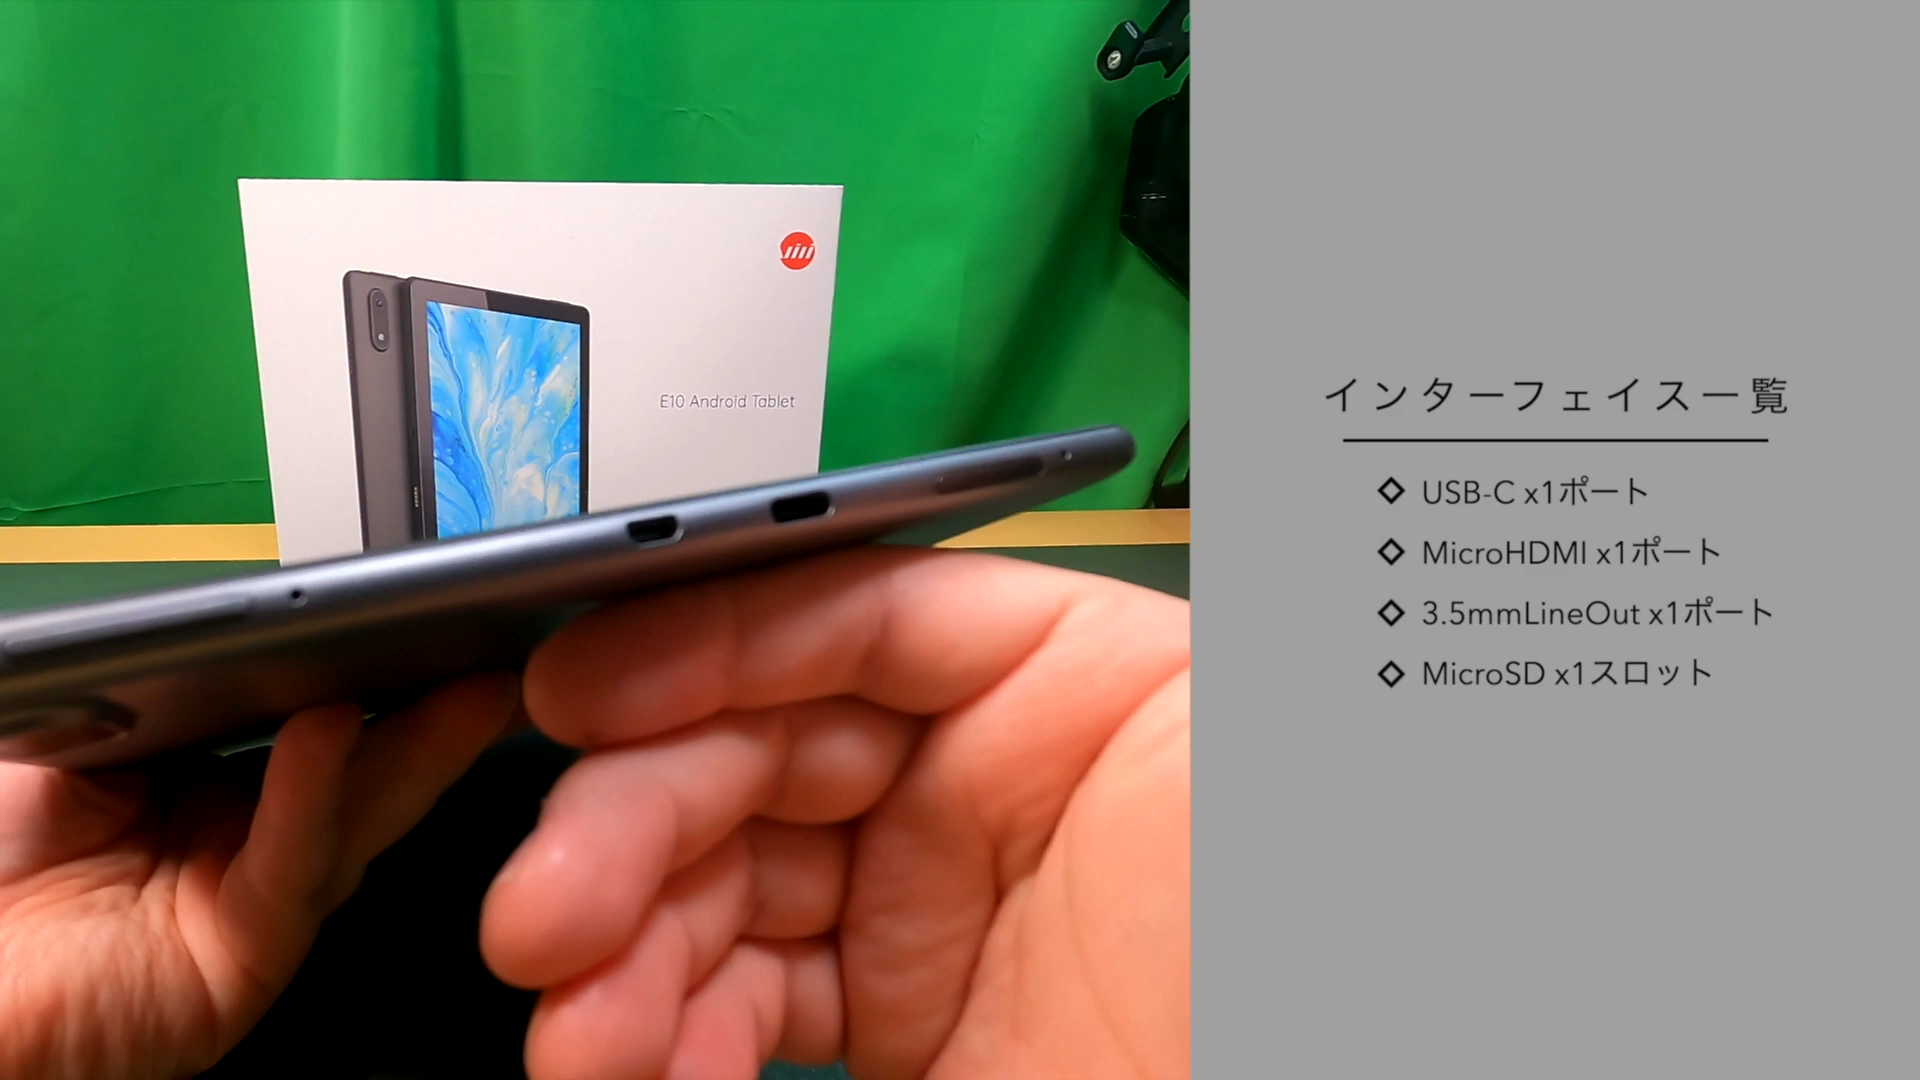 E10 Android Tablet
インターフェイス一覧
USB-C x1ポート
MicroHDMI x1ポート
3.5mmLineOut x1ポート
MicroSD x1スロット